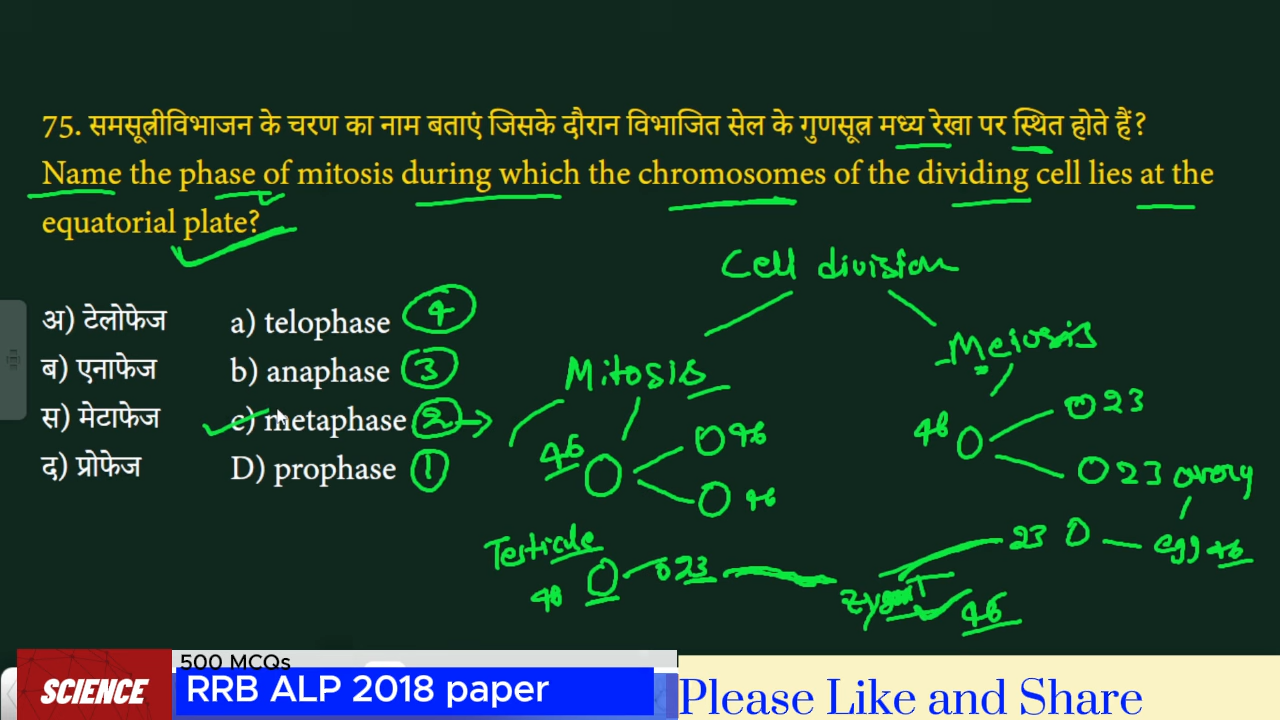 75. समसूत्रीविभाजन के चरण का नाम बताएं जिसके दौरान विभाजित सेल के गुणसूत्र मध्य रेखा पर स्थित होते हैं?
Name the phase of mitosis during which the chromosomes of the dividing cell lies at the
equatorial plate?
Cell division
अ) टेलोफेज a) telophase 4
ब) एनाफेज b) anaphase 3
स) मेटाफेज c) metaphase 2
द) प्रोफेज D) prophase 1
Mitosis
Meiosis
46
46
46
46
23
23 ovary
Testicle
23
23
egg 46
46
500 MCQs
SCIENCE
RRB ALP 2018 paper
Please Like and Share